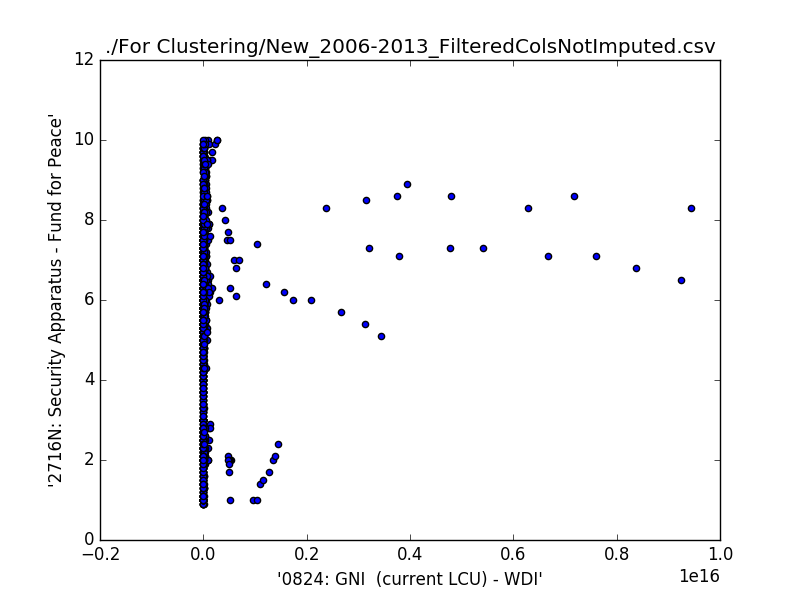 ./For Clustering/New_2006-2013_FilteredColsNotImputed.csv
12
10
8
6
4
2
0
'2716N: Security Apparatus - Fund for Peace'
−0.2 0.0 0.2 0.4 0.6 0.8 1.0
1e16
'0824: GNI  (current LCU) - WDI'